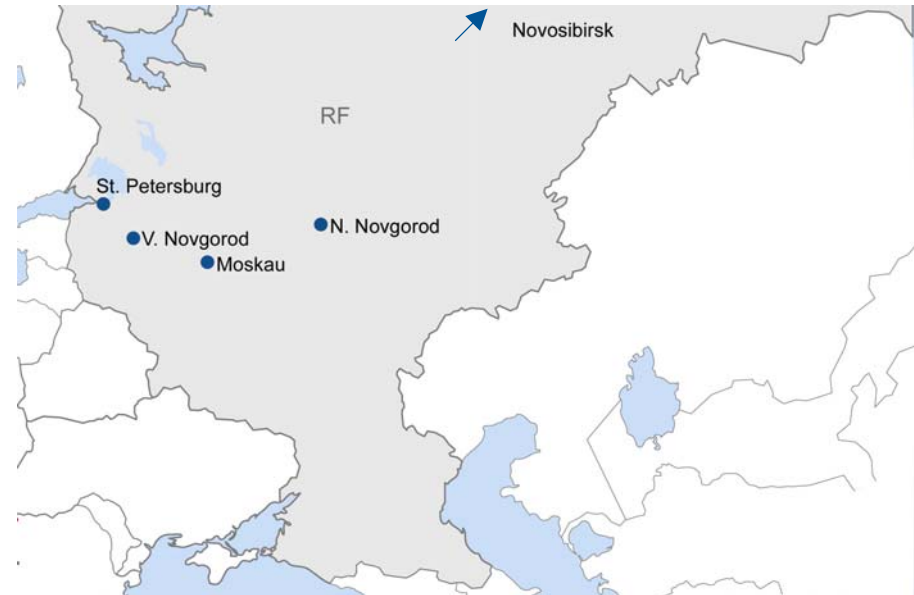 Novosibirsk
RF
St. Petersburg
N. Novgorod
V. Novgorod
Moskau